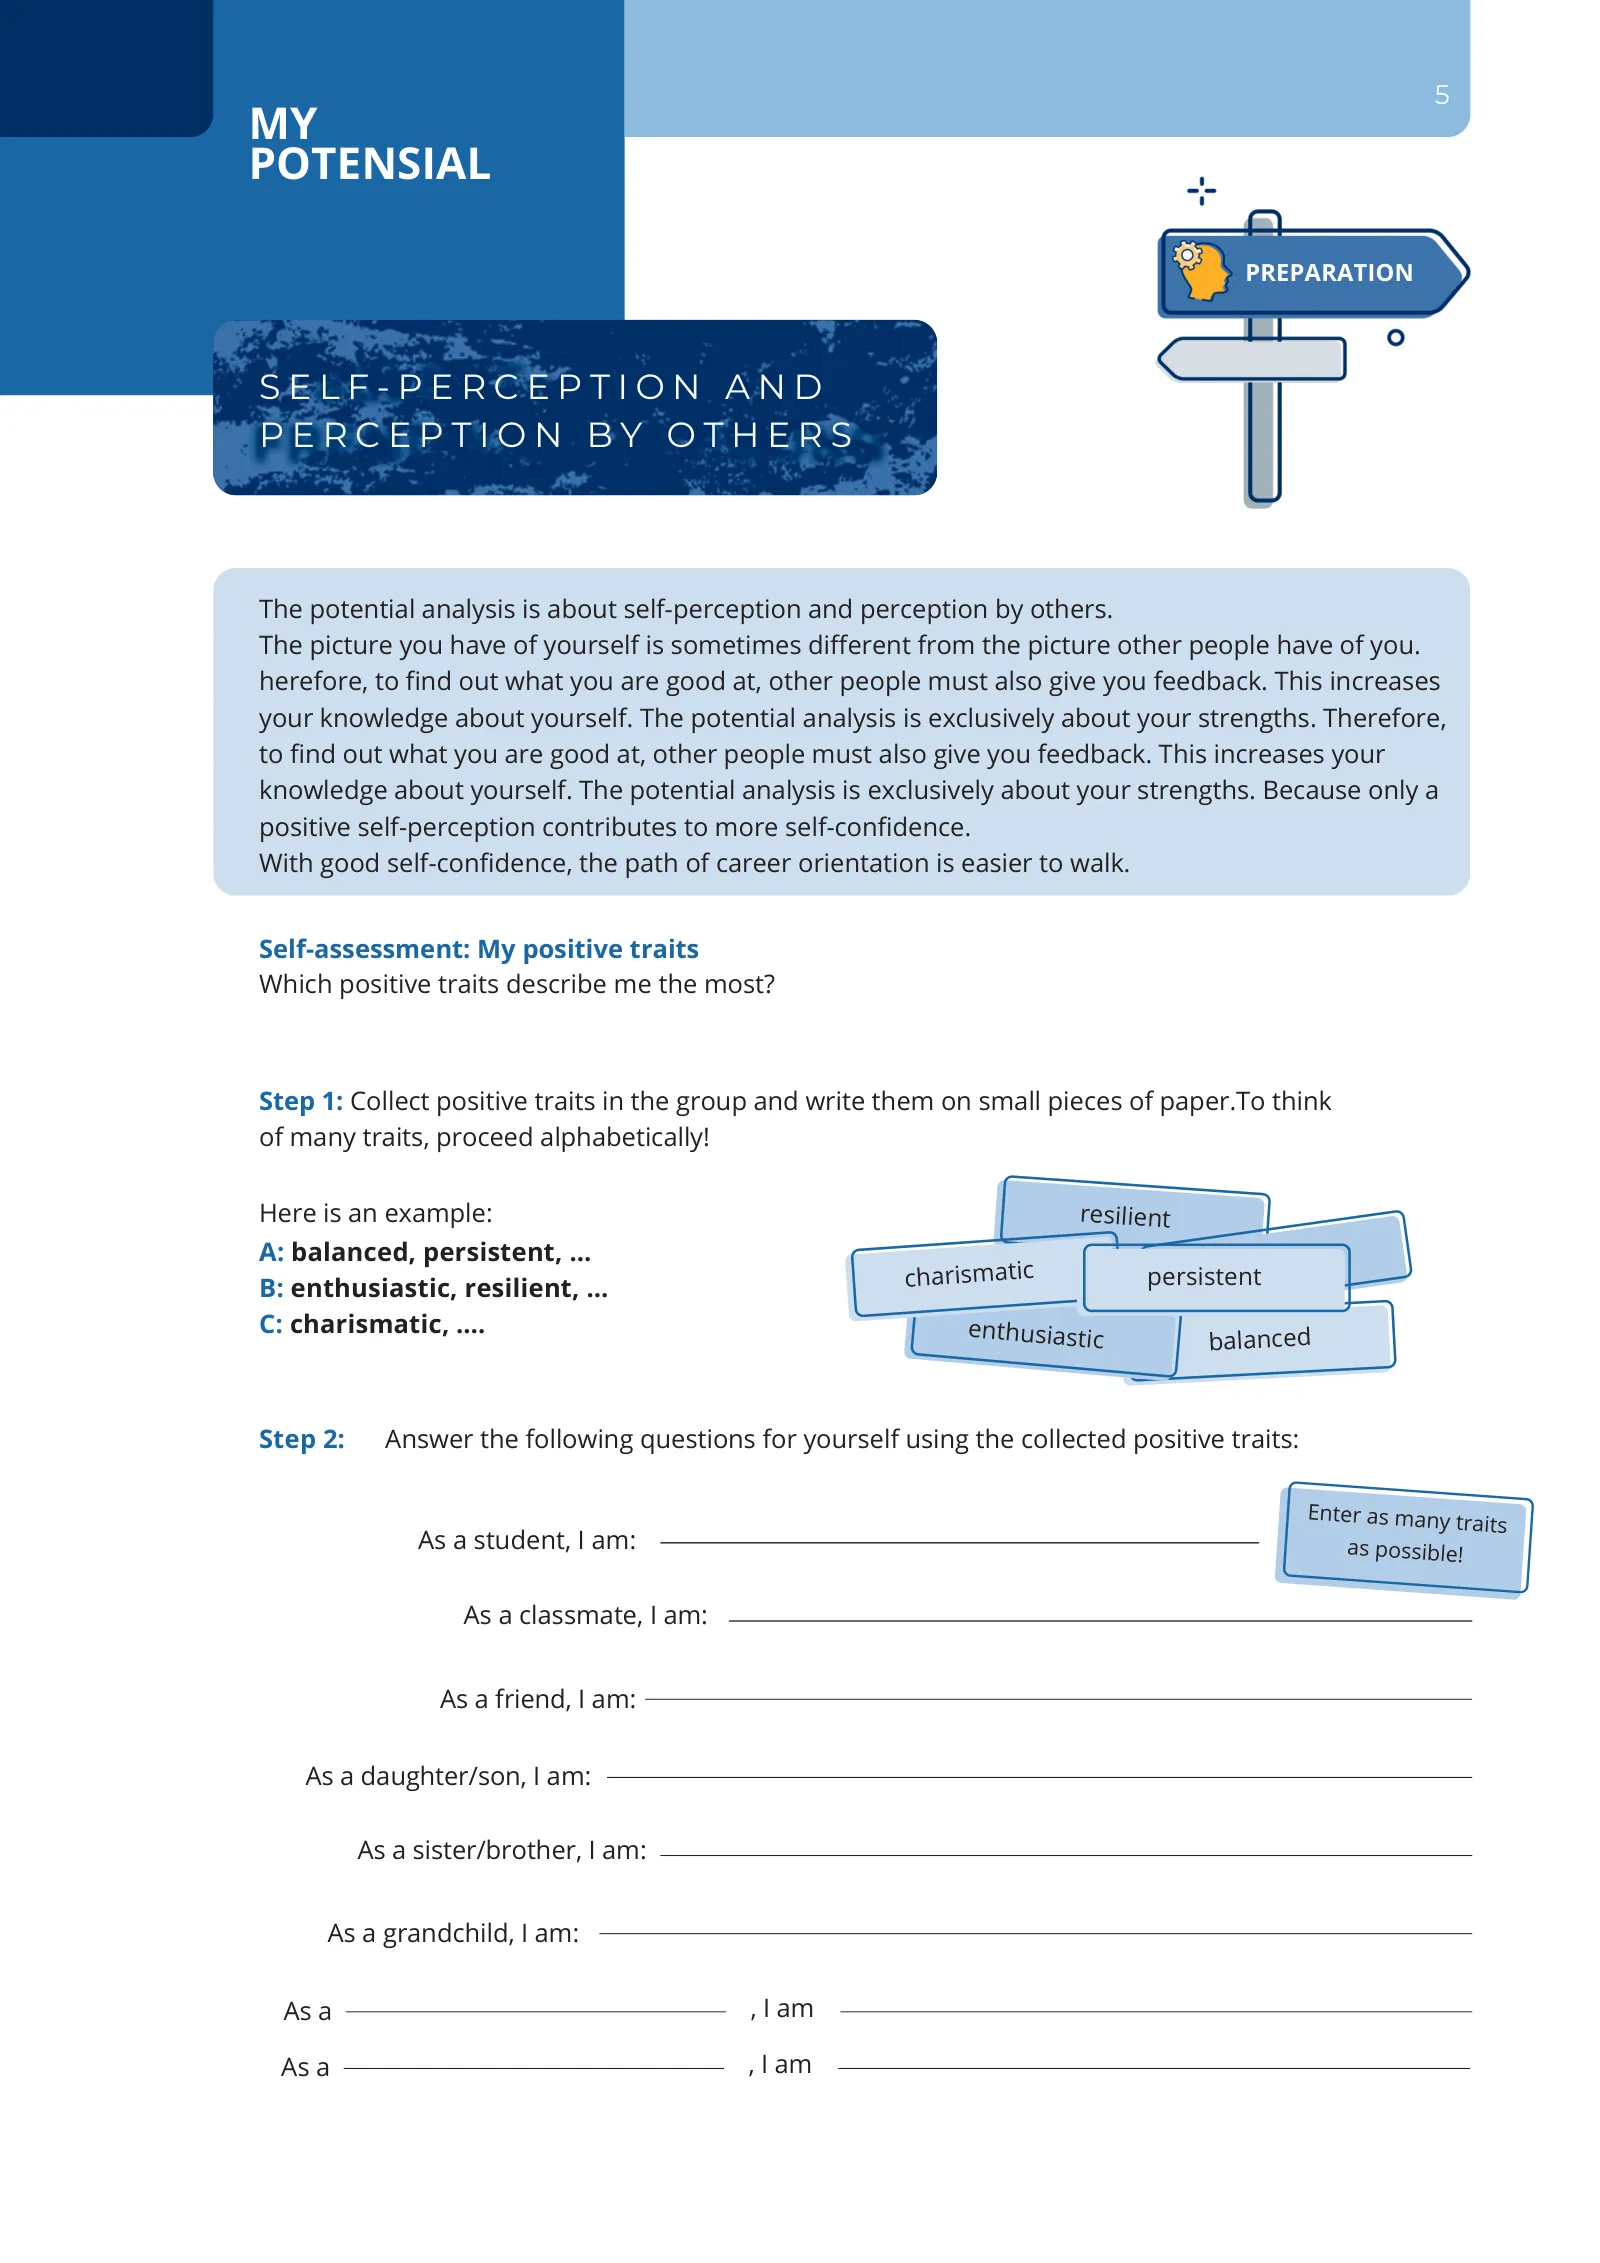 5
MY
POTENSIAL
PREPARATION
SELF-PERCEPTION AND
PERCEPTION BY OTHERS
The potential analysis is about self-perception and perception by others.
The picture you have of yourself is sometimes different from the picture other people have of you.
herefore, to find out what you are good at, other people must also give you feedback. This increases
your knowledge about yourself. The potential analysis is exclusively about your strengths. Therefore,
to find out what you are good at, other people must also give you feedback. This increases your
knowledge about yourself. The potential analysis is exclusively about your strengths. Because only a
positive self-perception contributes to more self-confidence.
With good self-confidence, the path of career orientation is easier to walk.
Self-assessment: My positive traits
Which positive traits describe me the most?
Step 1: Collect positive traits in the group and write them on small pieces of paper.To think
of many traits, proceed alphabetically!
Here is an example:
A: balanced, persistent, ...
B: enthusiastic, resilient, ...
C: charismatic, ....
resilient
charismatic
persistent
enthusiastic
balanced
Step 2: Answer the following questions for yourself using the collected positive traits:
Enter as many traits
as possible!
As a student, I am:
As a classmate, I am:
As a friend, I am:
As a daughter/son, I am:
As a sister/brother, I am:
As a grandchild, I am:
As a , I am
As a , I am